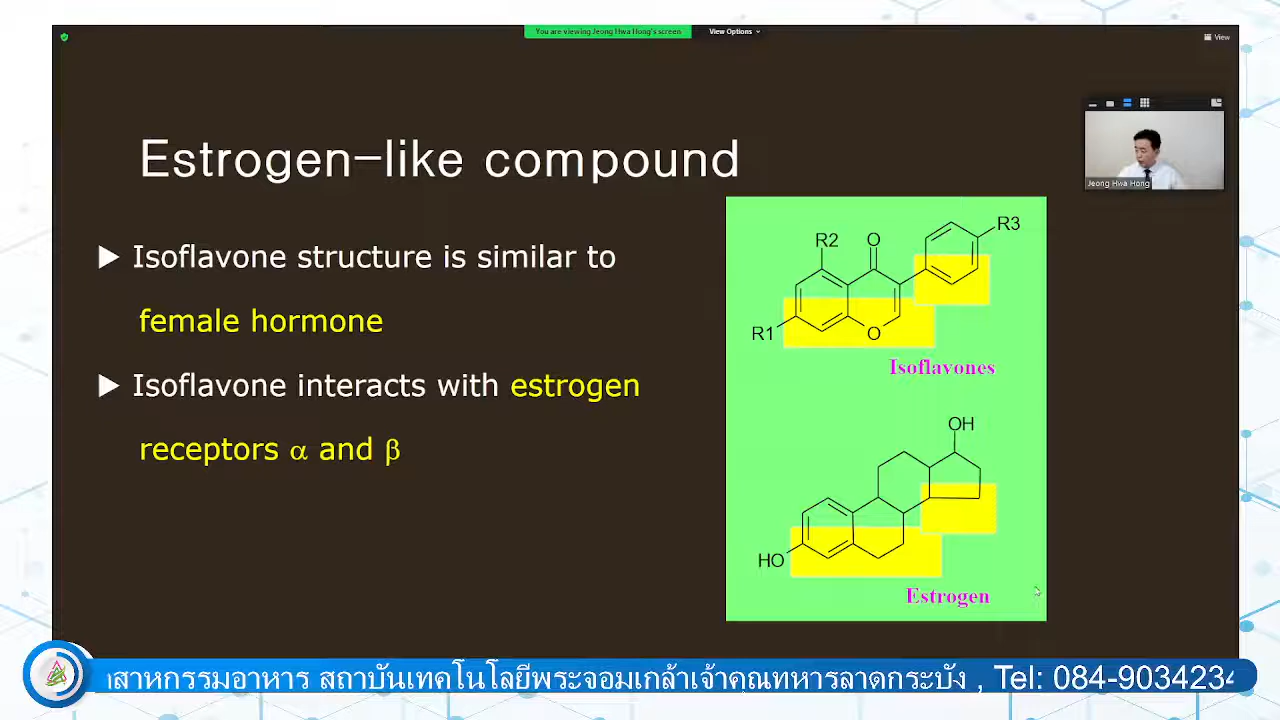 You are viewing Jeong Hwa Hong's screen
View Options
View
Jeong Hwa Hong
Estrogen-like compound
Isoflavone structure is similar to
female hormone
Isoflavone interacts with estrogen
receptors α and β
R2
O
R3
R1
O
Isoflavones
OH
HO
Estrogen
าสาหกรรมอาหาร สถาบันเทคโนโลยีพระจอมเกล้าเจ้าคุณทหารลาดกระบัง , Tel: 084-9034234